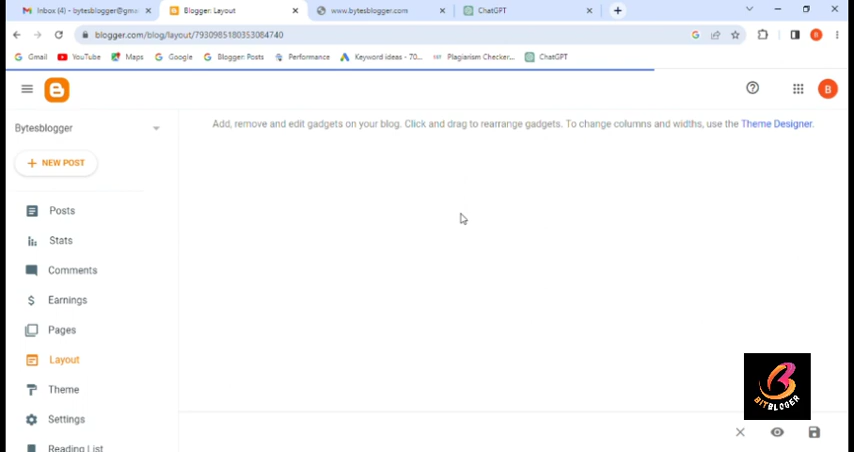 Inbox (4) - bytesblogger@gmai
Blogger: Layout
www.bytesblogger.com
ChatGPT
blogger.com/blog/layout/7930985180353084740
B
Gmail
YouTube
Maps
Google
Blogger: Posts
Performance
Keyword ideas - 70...
Plagiarism Checker...
ChatGPT
B
Bytesblogger
Add, remove and edit gadgets on your blog. Click and drag to rearrange gadgets. To change columns and widths, use the Theme Designer.
+ NEW POST
Posts
Stats
Comments
Earnings
Pages
Layout
Theme
Settings
Reading List
BITBLOGER